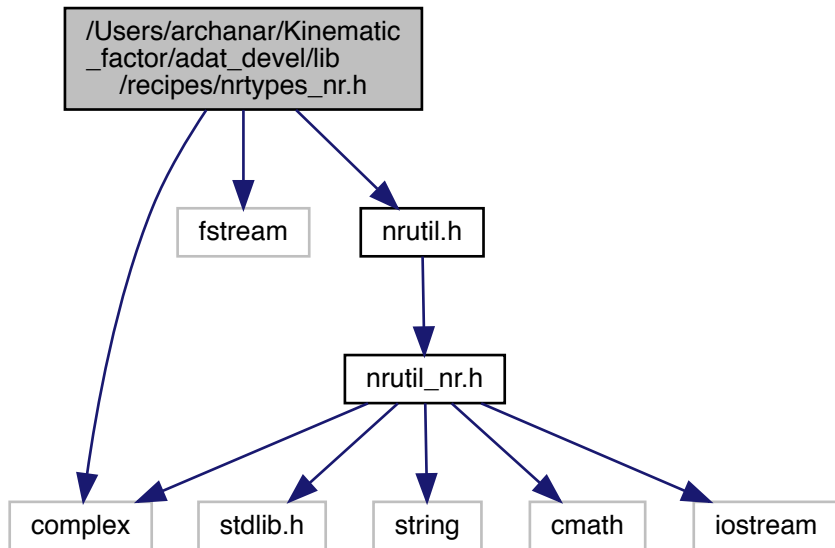 /Users/archanar/Kinematic
_factor/adat_devel/lib
/recipes/nrtypes_nr.h
fstream
nrutil.h
nrutil_nr.h
complex
stdlib.h
string
cmath
iostream